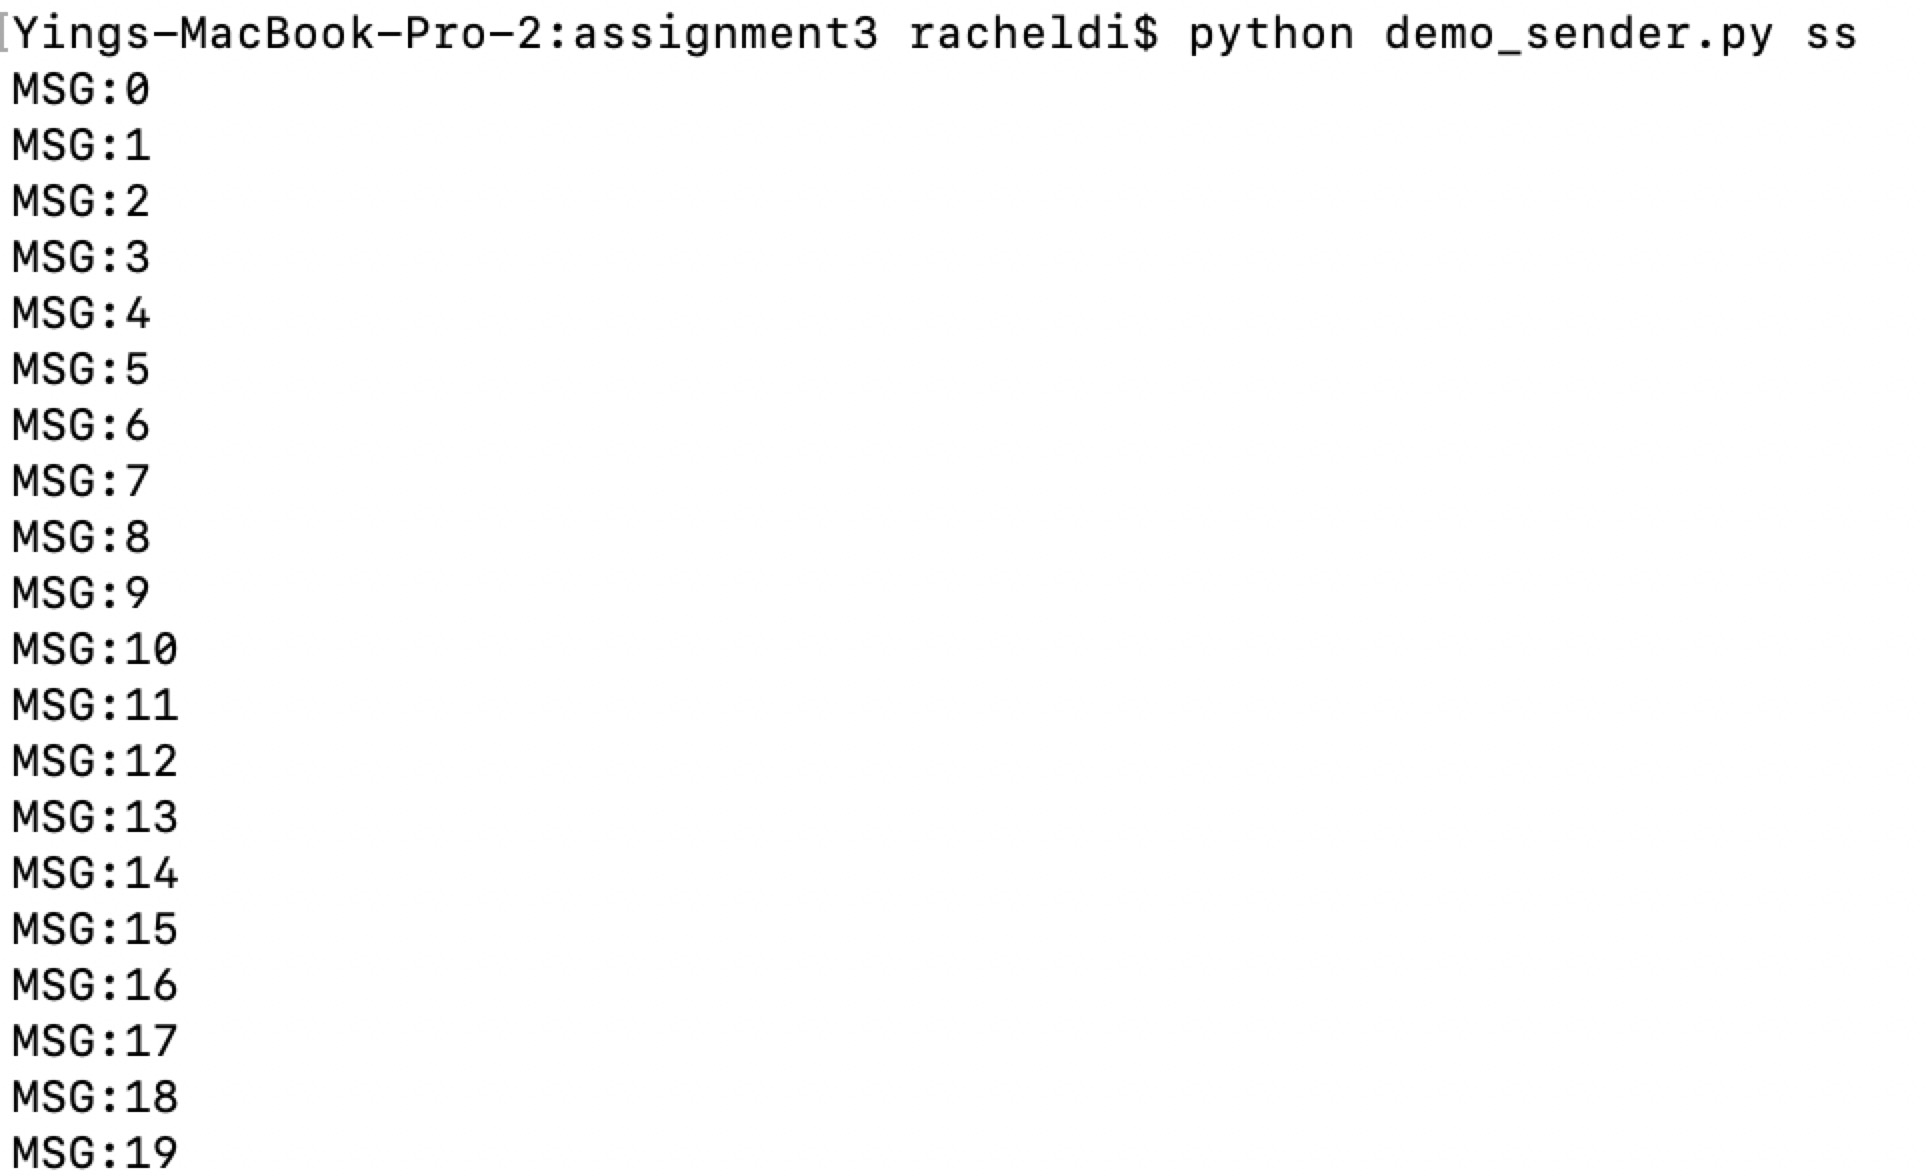 [Yings-MacBook-Pro-2:assignment3 racheldi$ python demo_sender.py ss
MSG:0
MSG:1
MSG:2
MSG:3
MSG:4
MSG:5
MSG:6
MSG:7
MSG:8
MSG:9
MSG:10
MSG:11
MSG:12
MSG:13
MSG:14
MSG:15
MSG:16
MSG:17
MSG:18
MSG:19